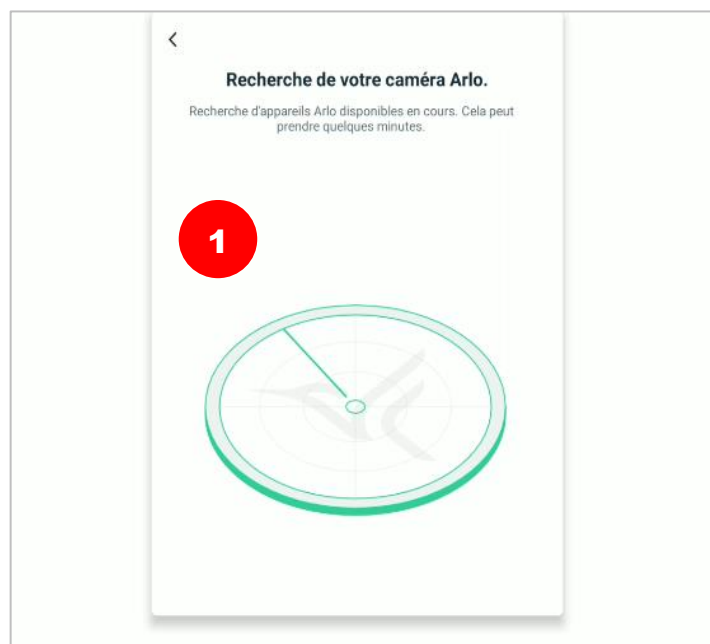 Recherche de votre caméra Arlo.
Recherche d'appareils Arlo disponibles en cours. Cela peut
prendre quelques minutes.
1